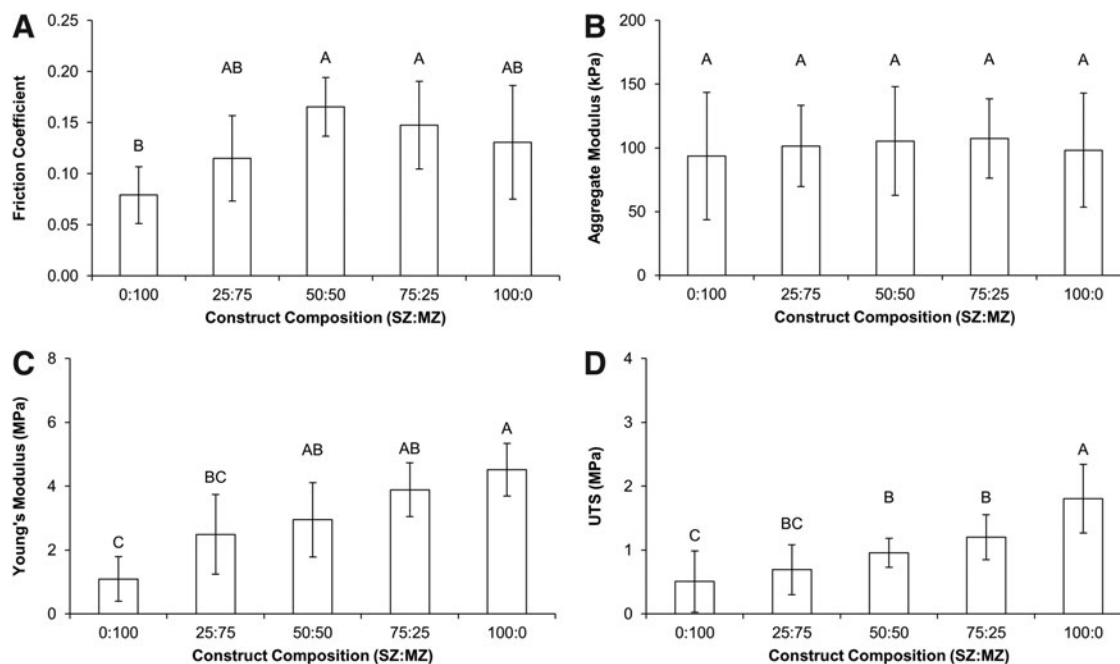 A
Friction Coefficient
0.25
0.20
0.15
0.10
0.05
0.00
B
AB
A
A
AB
0:100 25:75 50:50 75:25 100:0
Construct Composition (SZ:MZ)
B
Aggregate Modulus (kPa)
200
150
100
50
0
A
A
A
A
A
0:100 25:75 50:50 75:25 100:0
Construct Composition (SZ:MZ)
C
Young's Modulus (MPa)
8
6
4
2
0
C
BC
AB
AB
A
0:100 25:75 50:50 75:25 100:0
Construct Composition (SZ:MZ)
D
UTS (MPa)
4
3
2
1
0
C
BC
B
B
A
0:100 25:75 50:50 75:25 100:0
Construct Composition (SZ:MZ)